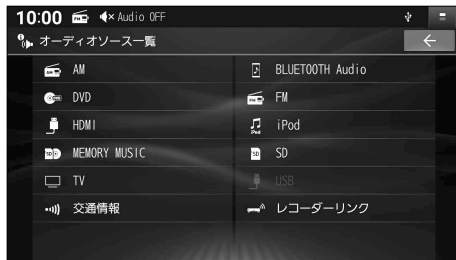 10:00 Audio OFF
オーディオソース一覧
AM
BLUETOOTH Audio
DVD
FM
HDMI
iPod
MEMORY MUSIC
SD
TV
USB
交通情報
レコーダーリンク